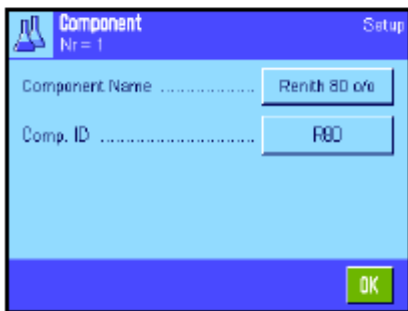 Component
Setup
Nr = 1
Component Name ....................
Renith 80 o/o
Comp. ID .................................
R80
OK